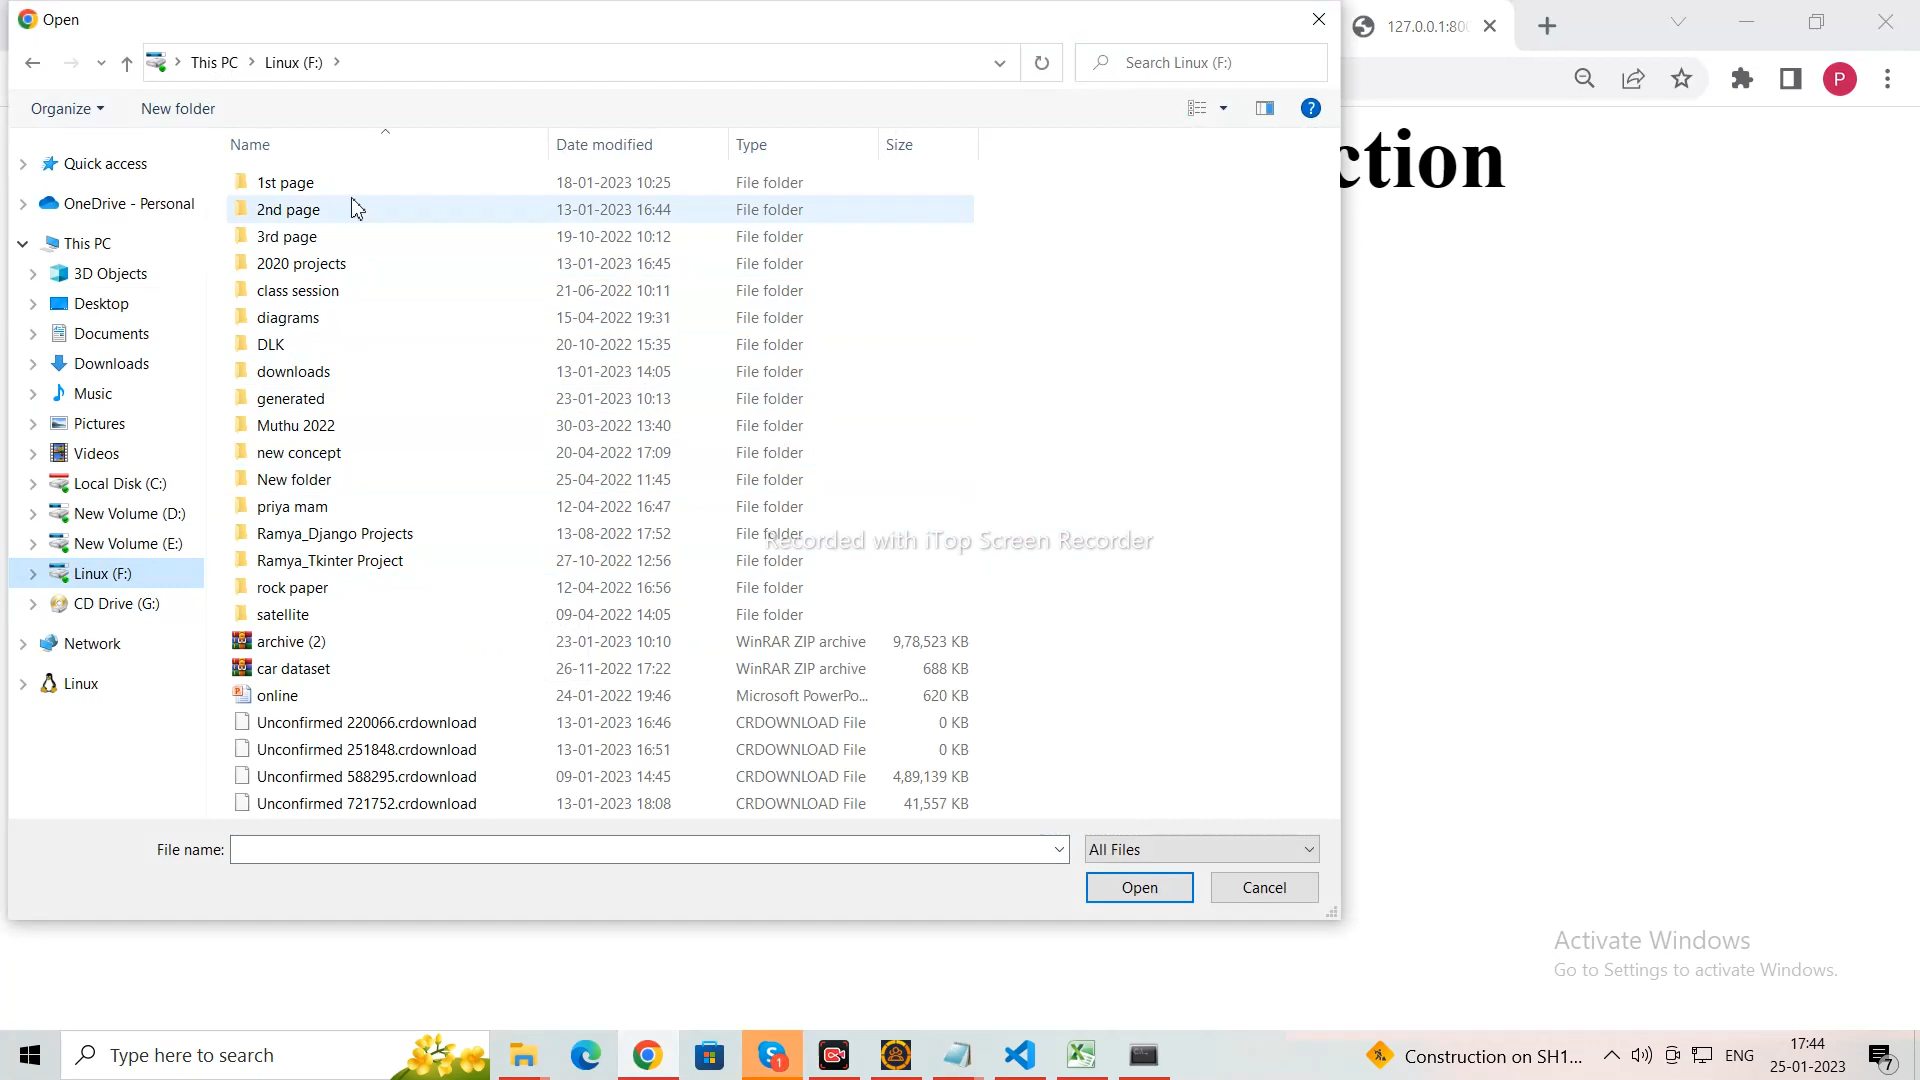 Open
127.0.0.1:800
This PC
Linux (F:)
Search Linux (F:)
P
Organize
New folder
?
Name
Date modified
Type
Size
ction
Quick access
OneDrive - Personal
This PC
3D Objects
Desktop
Documents
Downloads
Music
Pictures
Videos
Local Disk (C:)
New Volume (D:)
New Volume (E:)
Linux (F:)
CD Drive (G:)
Network
Linux
1st page 18-01-2023 10:25 File folder
2nd page 13-01-2023 16:44 File folder
3rd page 19-10-2022 10:12 File folder
2020 projects 13-01-2023 16:45 File folder
class session 21-06-2022 10:11 File folder
diagrams 15-04-2022 19:31 File folder
DLK 20-10-2022 15:35 File folder
downloads 13-01-2023 14:05 File folder
generated 23-01-2023 10:13 File folder
Muthu 2022 30-03-2022 13:40 File folder
new concept 20-04-2022 17:09 File folder
New folder 25-04-2022 11:45 File folder
priya mam 12-04-2022 16:47 File folder
Ramya_Django Projects 13-08-2022 17:52 File folder
Ramya_Tkinter Project 27-10-2022 12:56 File folder
rock paper 12-04-2022 16:56 File folder
satellite 09-04-2022 14:05 File folder
archive (2) 23-01-2023 10:10 WinRAR ZIP archive 9,78,523 KB
car dataset 26-11-2022 17:22 WinRAR ZIP archive 688 KB
online 24-01-2022 19:46 Microsoft PowerPo... 620 KB
Unconfirmed 220066.crdownload 13-01-2023 16:46 CRDOWNLOAD File 0 KB
Unconfirmed 251848.crdownload 13-01-2023 16:51 CRDOWNLOAD File 0 KB
Unconfirmed 588295.crdownload 09-01-2023 14:45 CRDOWNLOAD File 4,89,139 KB
Unconfirmed 721752.crdownload 13-01-2023 18:08 CRDOWNLOAD File 41,557 KB
Recorded with iTop Screen Recorder
File name:
All Files
Open
Cancel
Activate Windows
Go to Settings to activate Windows.
Type here to search
1
Construction on SH1...
ENG
17:44
25-01-2023
7